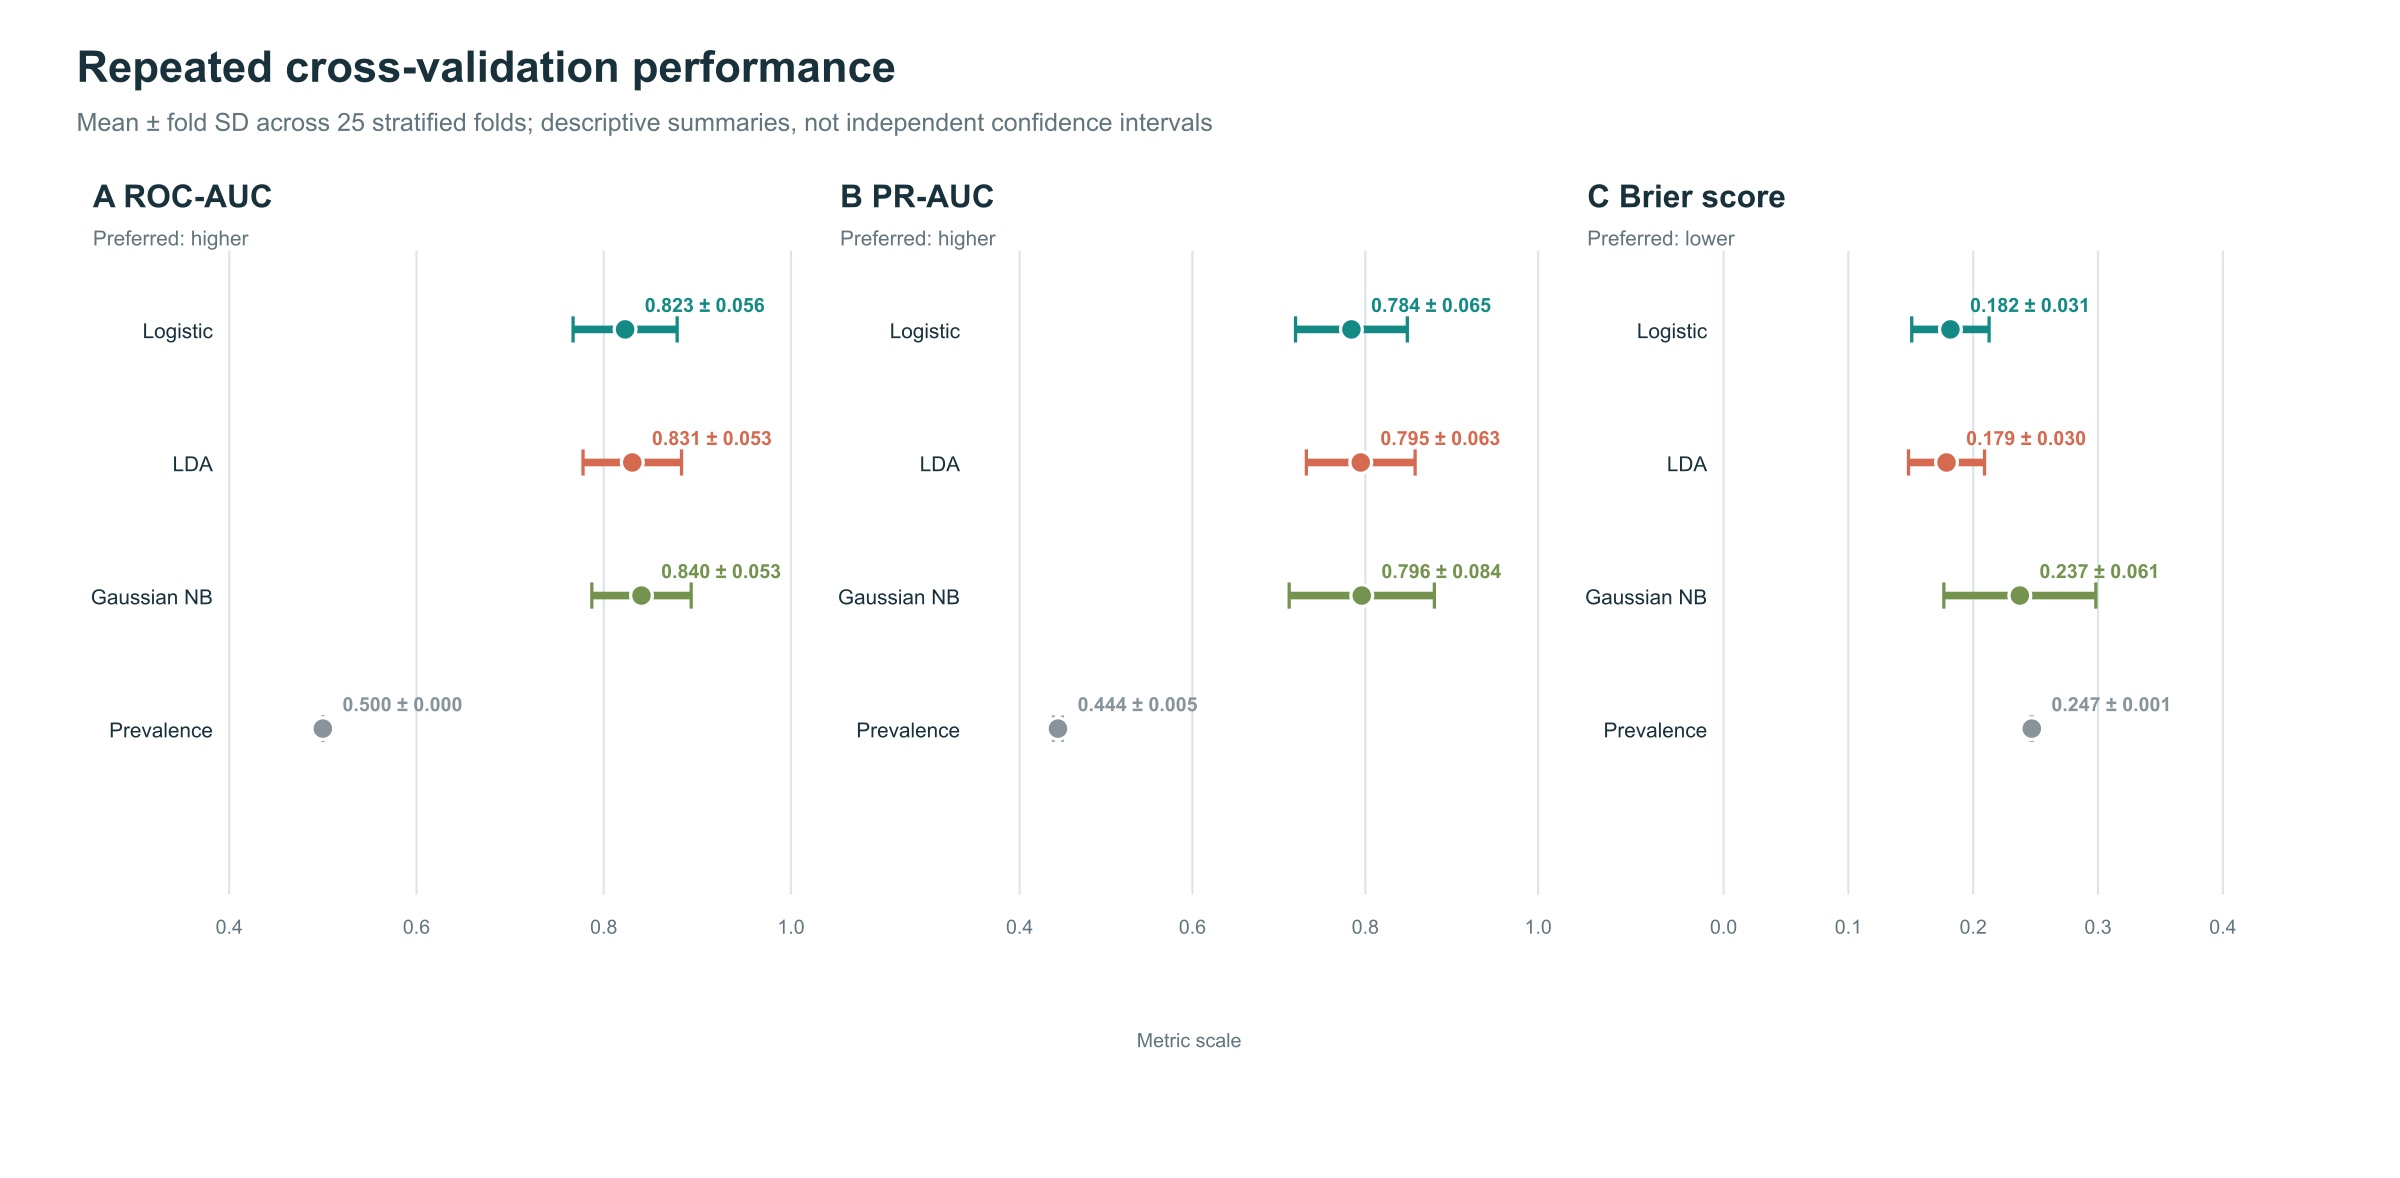 Repeated cross-validation performance
Mean ± fold SD across 25 stratified folds; descriptive summaries, not independent confidence intervals
A ROC-AUC
Preferred: higher
Logistic
0.823 ± 0.056
LDA
0.831 ± 0.053
Gaussian NB
0.840 ± 0.053
Prevalence
0.500 ± 0.000
0.4 0.6 0.8 1.0
B PR-AUC
Preferred: higher
Logistic
0.784 ± 0.065
LDA
0.795 ± 0.063
Gaussian NB
0.796 ± 0.084
Prevalence
0.444 ± 0.005
0.4 0.6 0.8 1.0
C Brier score
Preferred: lower
Logistic
0.182 ± 0.031
LDA
0.179 ± 0.030
Gaussian NB
0.237 ± 0.061
Prevalence
0.247 ± 0.001
0.0 0.1 0.2 0.3 0.4
Metric scale